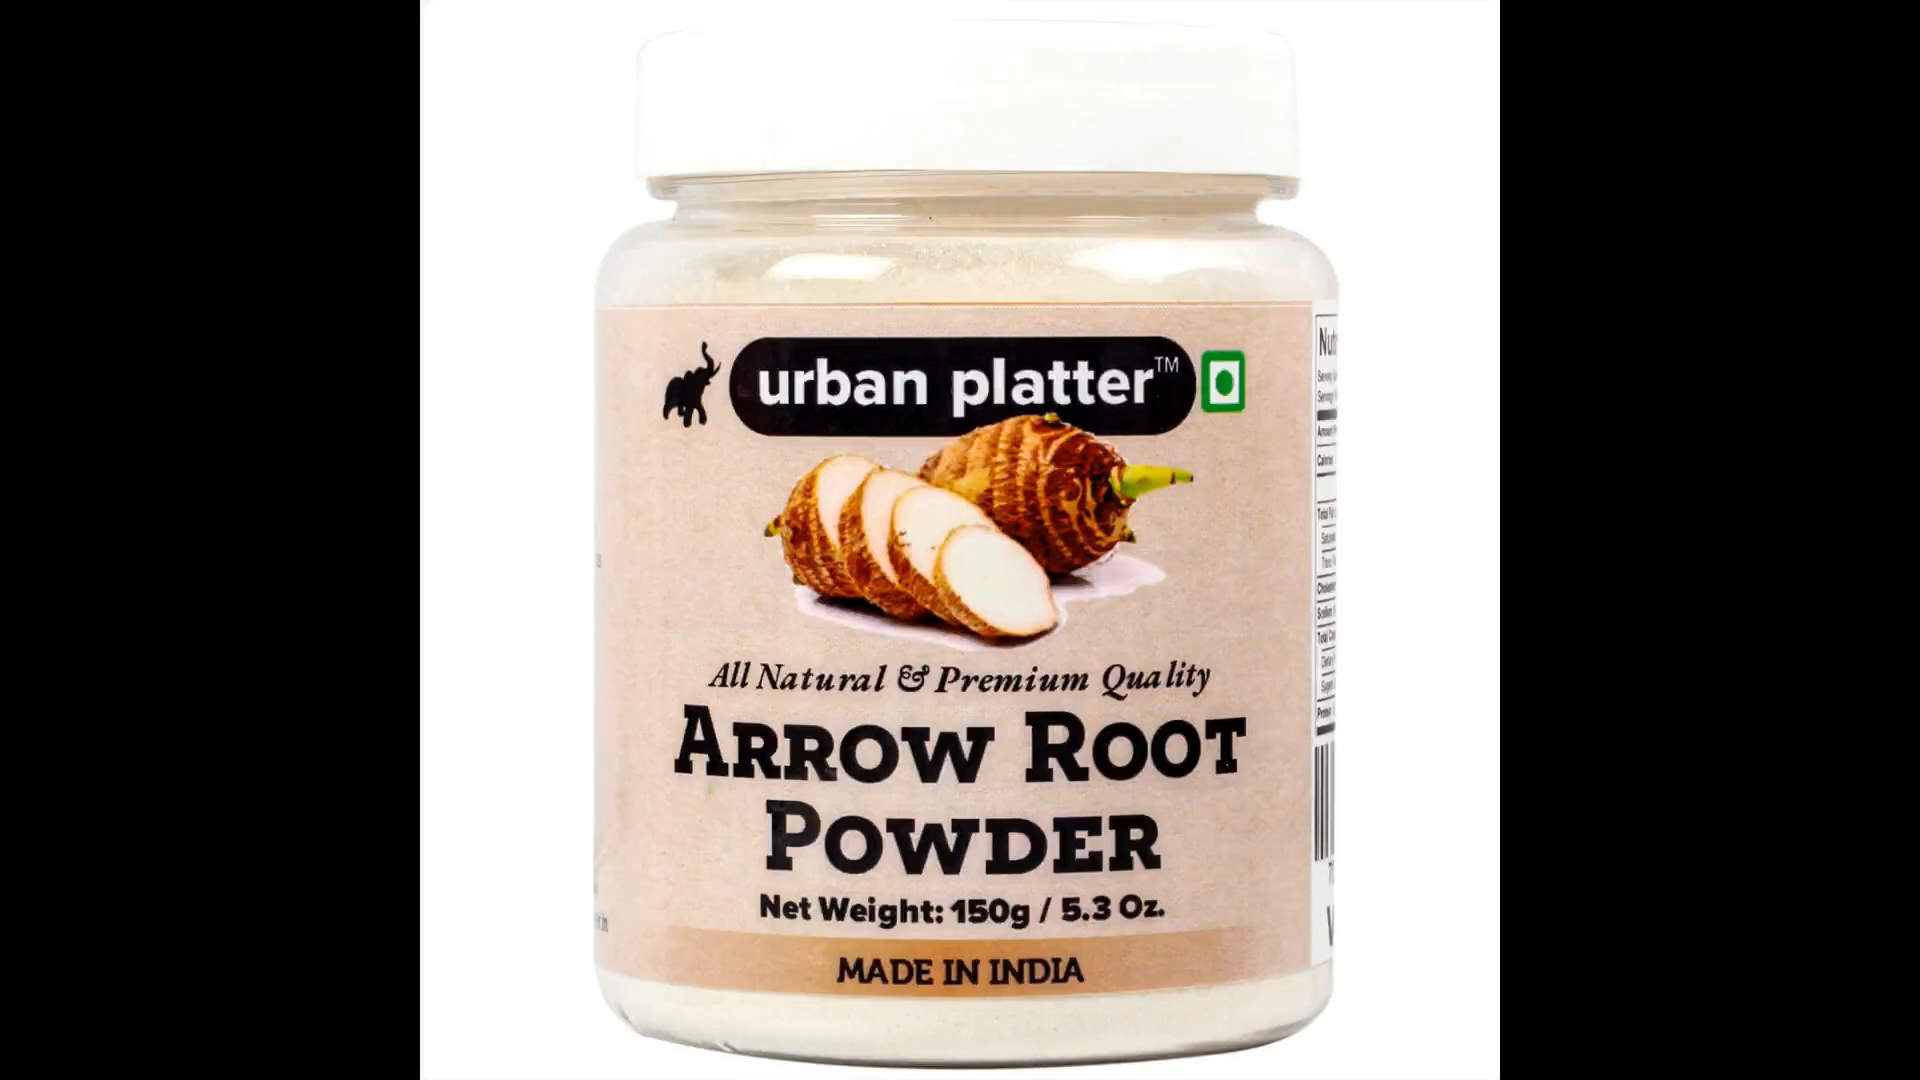 urban platter™
All Natural & Premium Quality
ARROW ROOT
POWDER
Net Weight: 150g / 5.3 Oz.
MADE IN INDIA